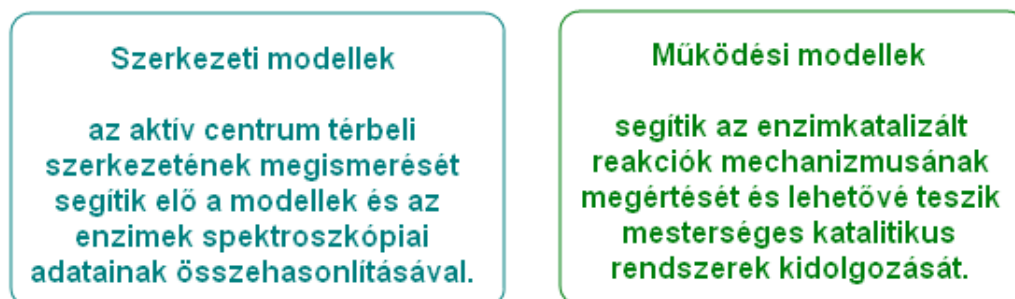 Szerkezeti modellek
az aktív centrum térbeli
szerkezetének megismerését
segítik elő a modellek és az
enzimek spektroszkópiai
adatainak összehasonlításával.
Működési modellek
segítik az enzimkatalizált
reakciók mechanizmusának
megértését és lehetővé teszik
mesterséges katalitikus
rendszerek kidolgozását.